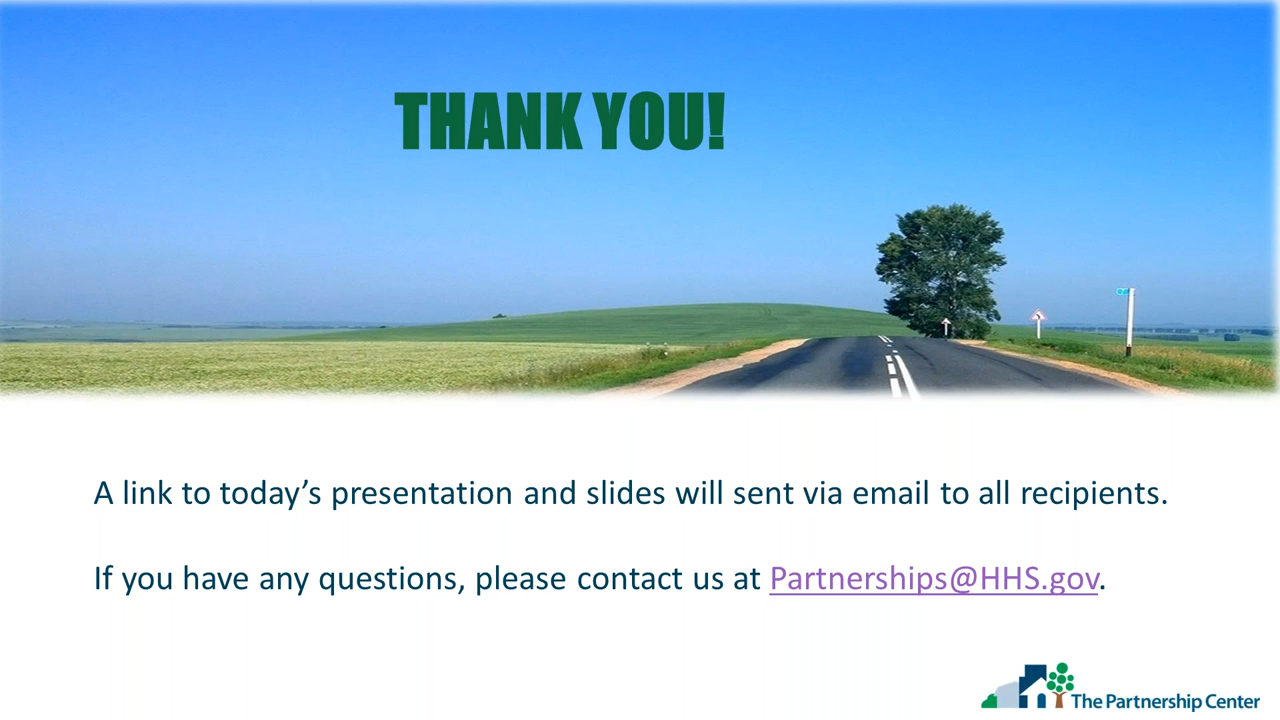 THANK YOU!
A link to today’s presentation and slides will sent via email to all recipients.
If you have any questions, please contact us at Partnerships@HHS.gov.
The Partnership Center